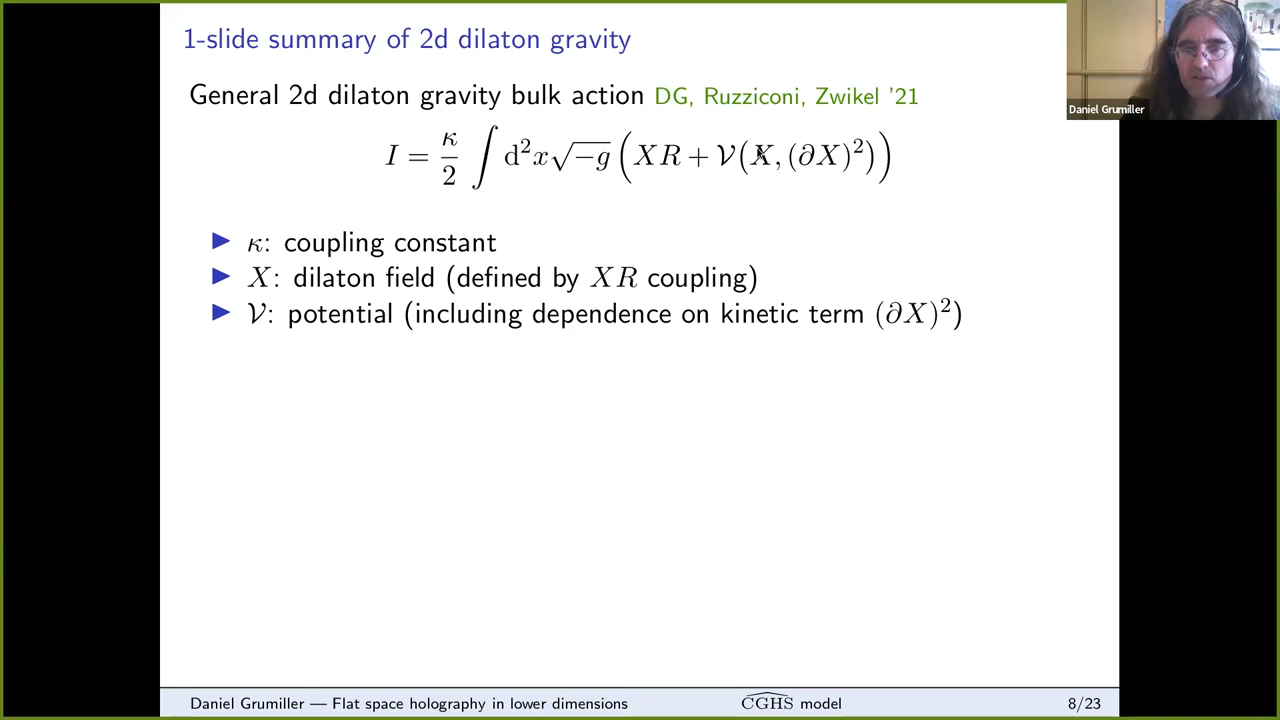 1-slide summary of 2d dilaton gravity
Daniel Grumiller
General 2d dilaton gravity bulk action DG, Ruzziconi, Zwikel '21
I = κ/2 ∫ d²x√−g (XR + 𝒱(X, (∂X)²))
▶ κ: coupling constant
▶ X: dilaton field (defined by XR coupling)
▶ 𝒱: potential (including dependence on kinetic term (∂X)²)
Daniel Grumiller — Flat space holography in lower dimensions
$\widehat{\text{CGHS}}$ model
8/23